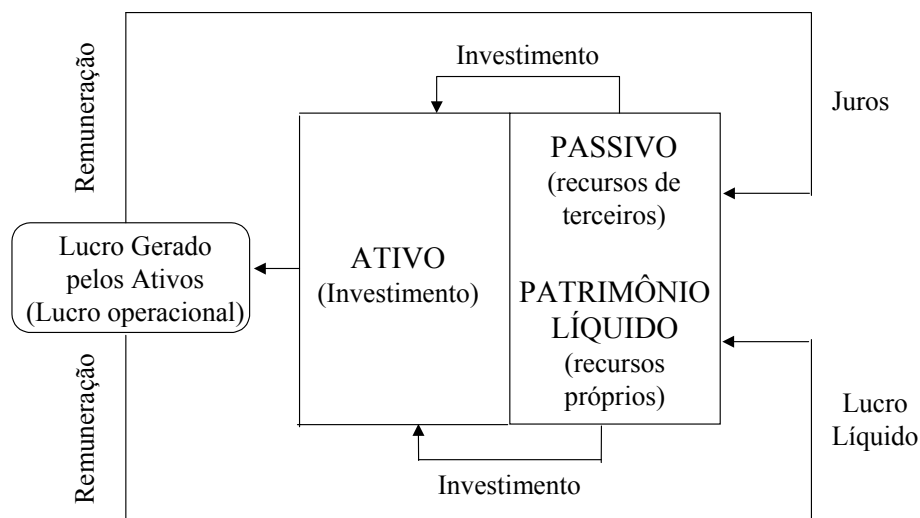 Remuneração
Investimento
Juros
PASSIVO
(recursos de
terceiros)
Lucro Gerado
pelos Ativos
(Lucro operacional)
ATIVO
(Investimento)
PATRIMÔNIO
LÍQUIDO
(recursos
próprios)
Remuneração
Lucro
Líquido
Investimento